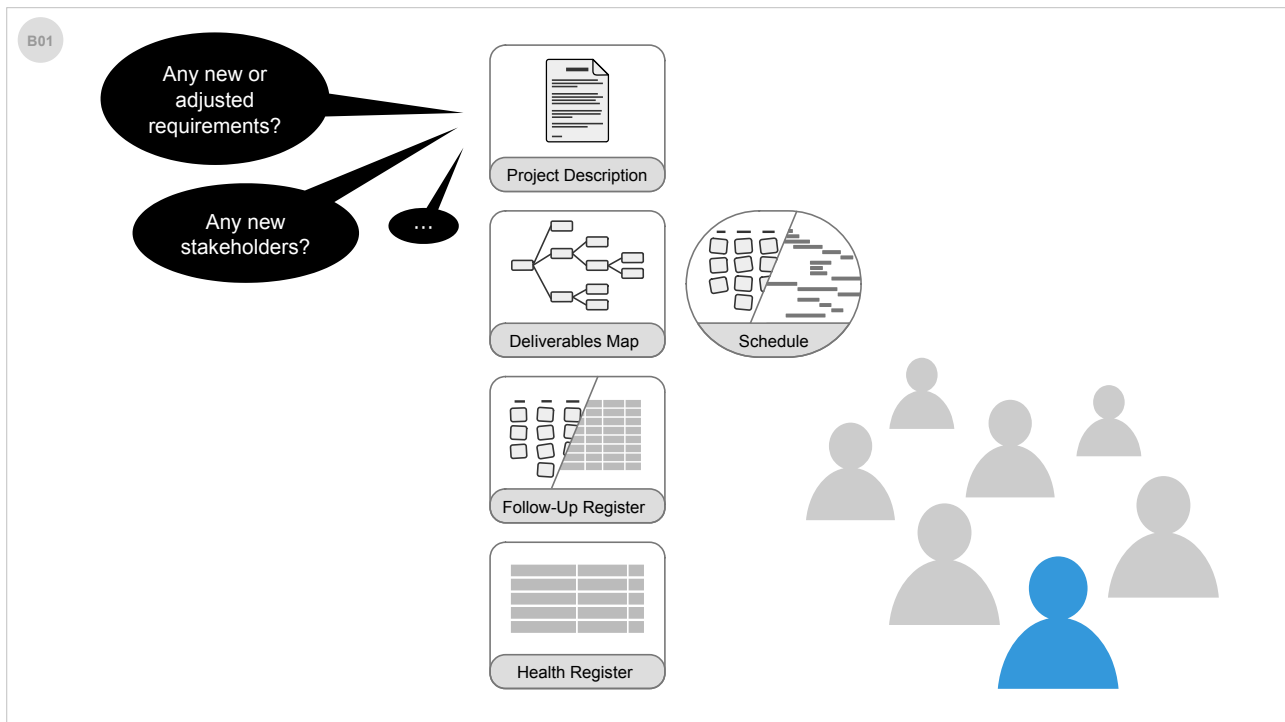 B01
Any new or
adjusted
requirements?
Any new
stakeholders?
...
Project Description
Deliverables Map
Schedule
Follow-Up Register
Health Register